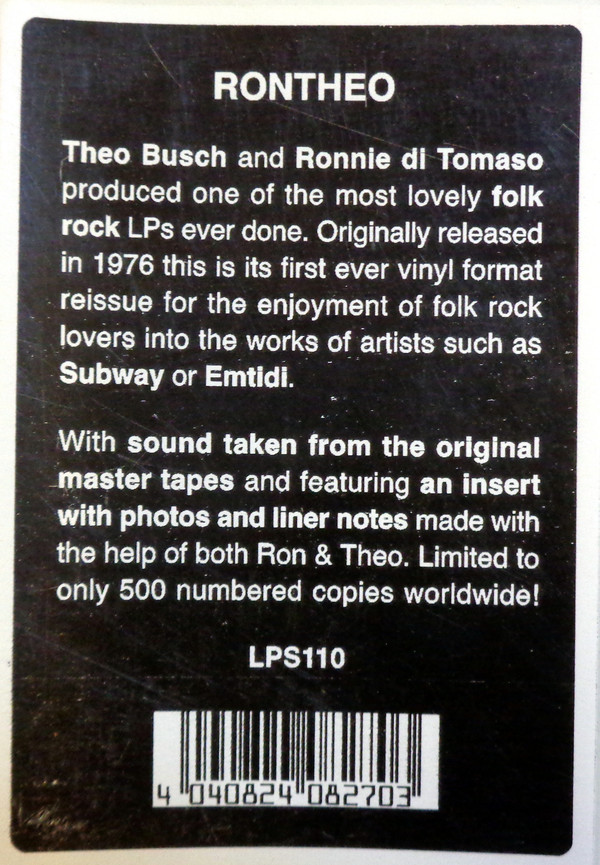 RONTHEO
Theo Busch and Ronnie di Tomaso
produced one of the most lovely folk
rock LPs ever done. Originally released
in 1976 this is its first ever vinyl format
reissue for the enjoyment of folk rock
lovers into the works of artists such as
Subway or Emtidi.
With sound taken from the original
master tapes and featuring an insert
with photos and liner notes made with
the help of both Ron & Theo. Limited to
only 500 numbered copies worldwide!
LPS110
4 040824 082703